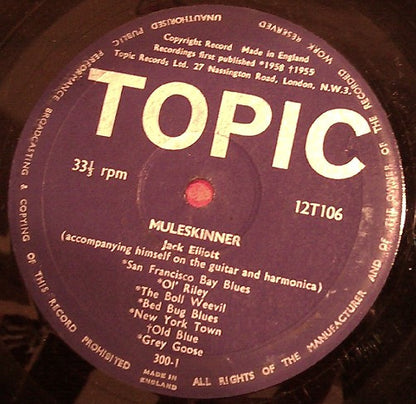 UNAUTHORISED PUBLIC PERFORMANCE BROADCASTING & COPYING OF THIS RECORD PROHIBITED
ALL RIGHTS OF THE MANUFACTURER AND OF THE OWNER OF THE RECORDED WORK RESERVED
Copyright Record Made in England
Recordings first published *1958 †1955
Topic Records Ltd. 27 Nassington Road, London, N.W.3.
TOPIC
33⅓ rpm
12T106
MULESKINNER
Jack Elliott
(accompanying himself on the guitar and harmonica)
*San Francisco Bay Blues
*Ol' Riley
*The Boll Weevil
*Bed Bug Blues
*New York Town
†Old Blue
*Grey Goose
300-1
MADE IN
ENGLAND